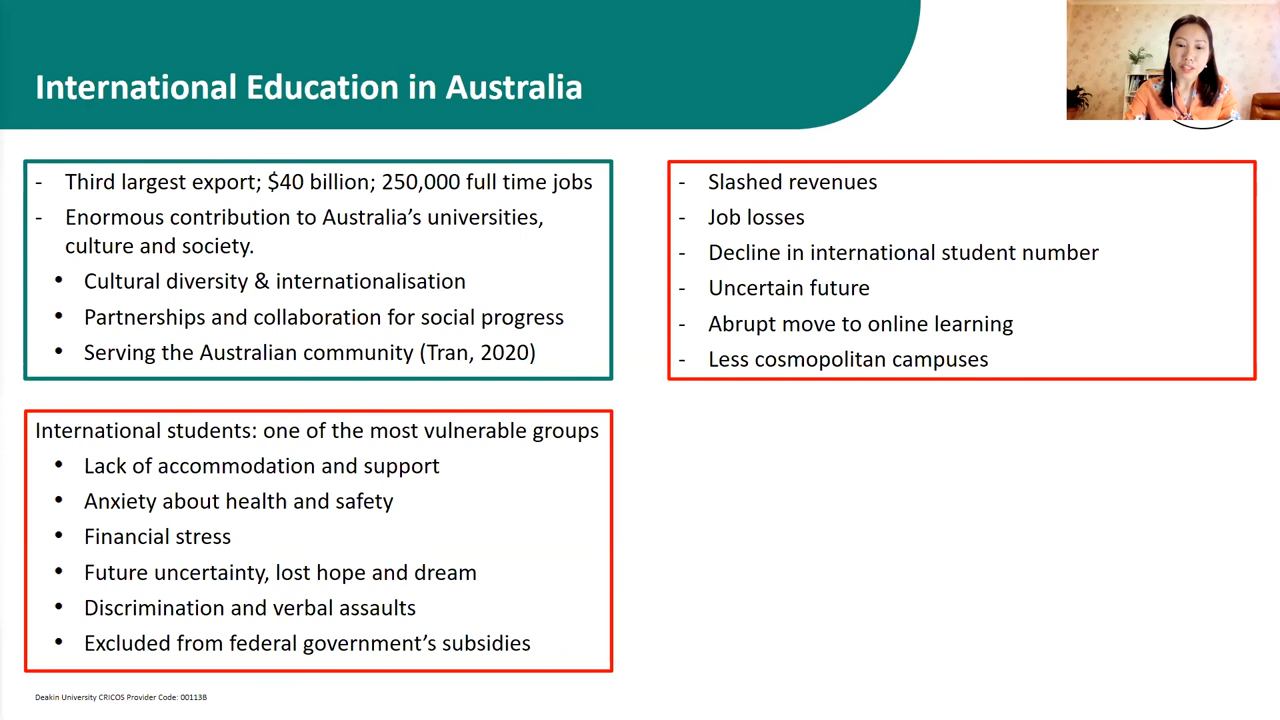 International Education in Australia
- Third largest export; $40 billion; 250,000 full time jobs
- Enormous contribution to Australia’s universities,
culture and society.
• Cultural diversity & internationalisation
• Partnerships and collaboration for social progress
• Serving the Australian community (Tran, 2020)
- Slashed revenues
- Job losses
- Decline in international student number
- Uncertain future
- Abrupt move to online learning
- Less cosmopolitan campuses
International students: one of the most vulnerable groups
• Lack of accommodation and support
• Anxiety about health and safety
• Financial stress
• Future uncertainty, lost hope and dream
• Discrimination and verbal assaults
• Excluded from federal government’s subsidies
Deakin University CRICOS Provider Code: 00113B